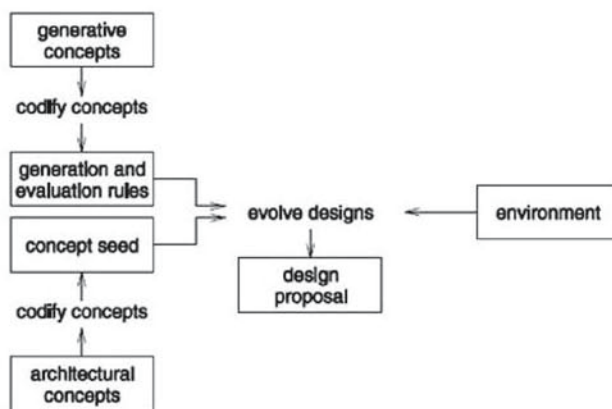 generative
concepts
codify concepts
generation and
evaluation rules
evolve designs
environment
concept seed
design
proposal
codify concepts
architectural
concepts